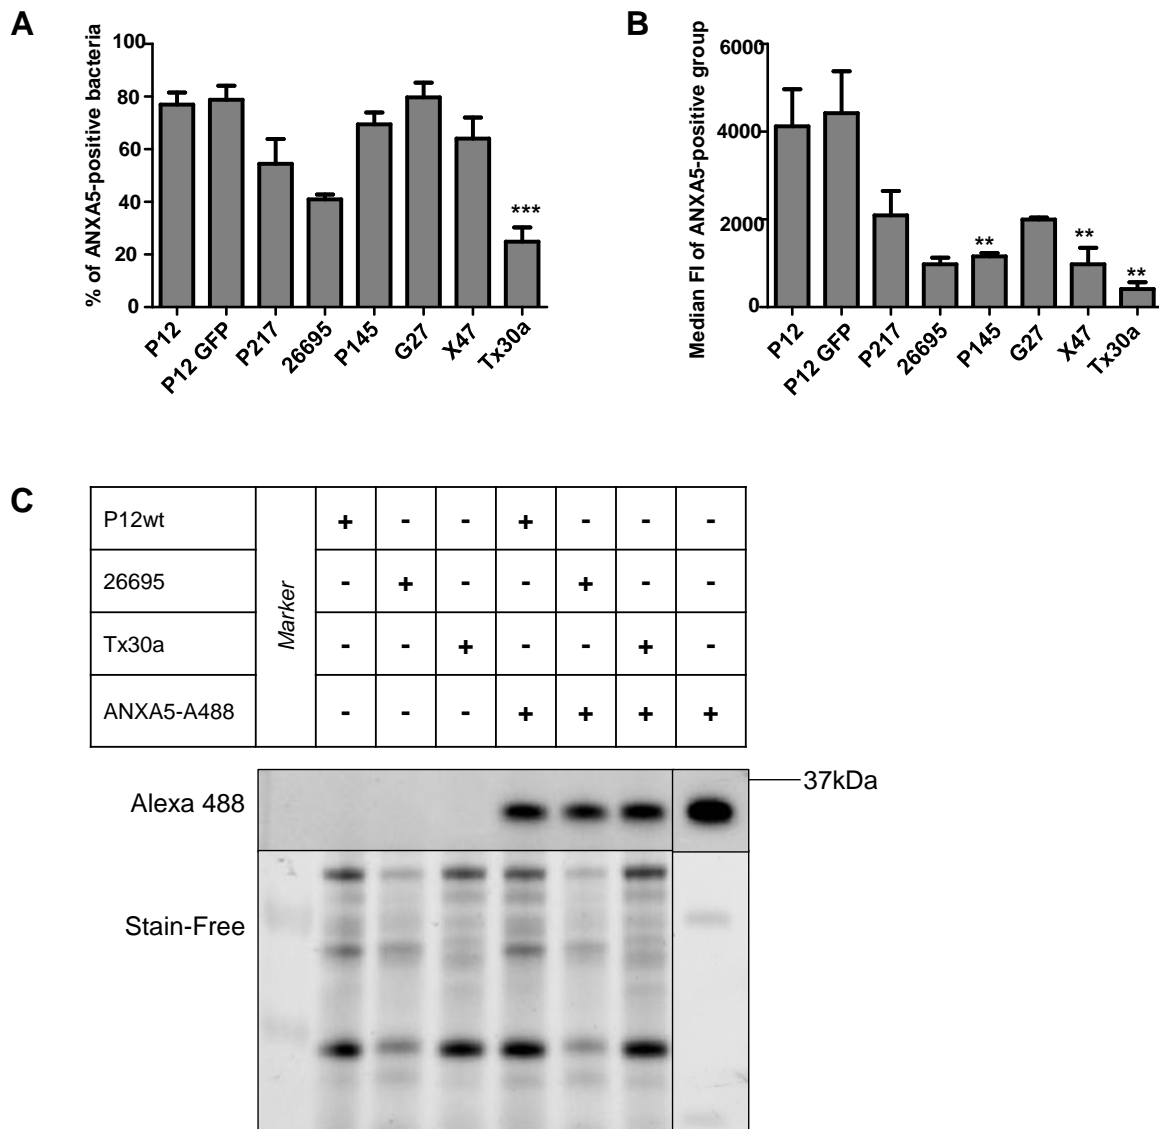 A
% of ANXA5-positive bacteria
100
80
60
40
20
0
***
P12
P12 GFP
P217
26695
P145
G27
X47
Tx30a
B
Median FI of ANXA5-positive group
6000
4000
2000
0
**
**
**
P12
P12 GFP
P217
26695
P145
G27
X47
Tx30a
C
P12wt
Marker
+ - - + - - -
26695
- + - - + - -
Tx30a
- - + - - + -
ANXA5-A488
- - - + + + +
37kDa
Alexa 488
Stain-Free